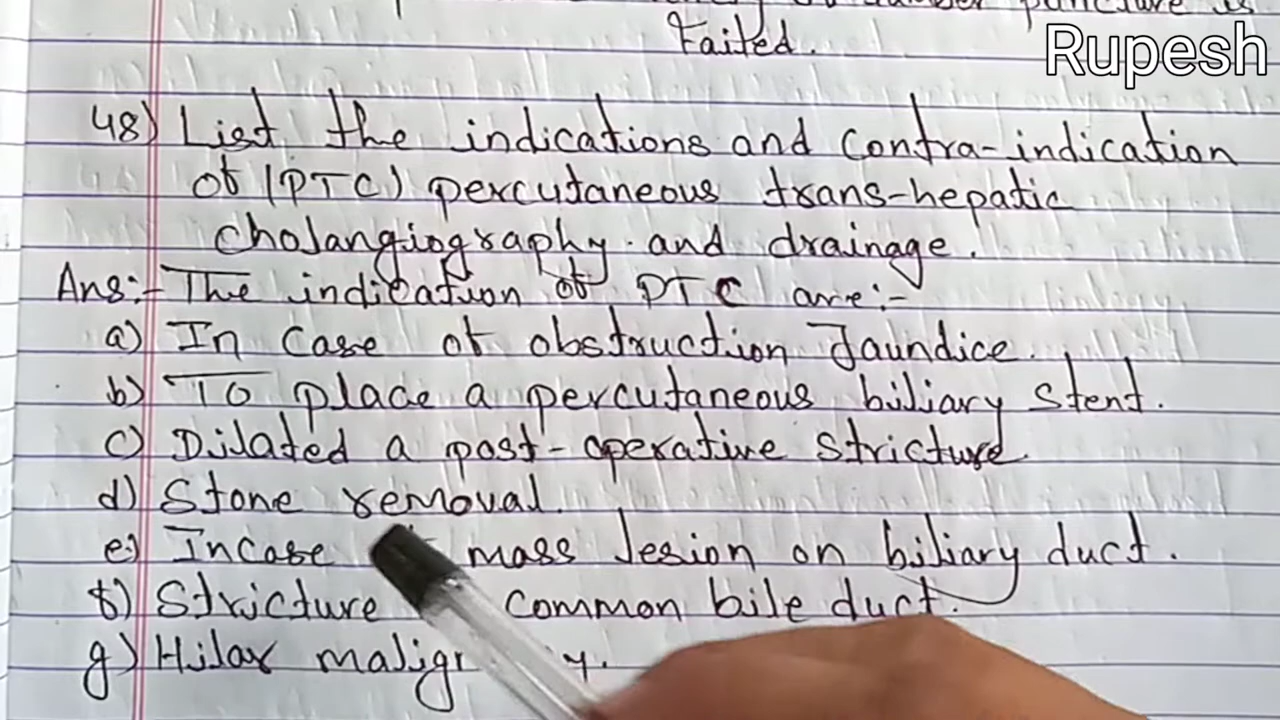 puncture is
Failed.
Rupesh
48) List the indications and contra-indication
of (PTC) percutaneous trans-hepatic
cholangiography and drainage.
Ans:- The indication of PTC are:-
a) In case of obstruction Jaundice.
b) To place a percutaneous biliary stent.
c) Dilated a post-operative stricture.
d) Stone removal.
e) Incase mass lesion on biliary duct.
f) Stricture common bile duct.
g) Hilar